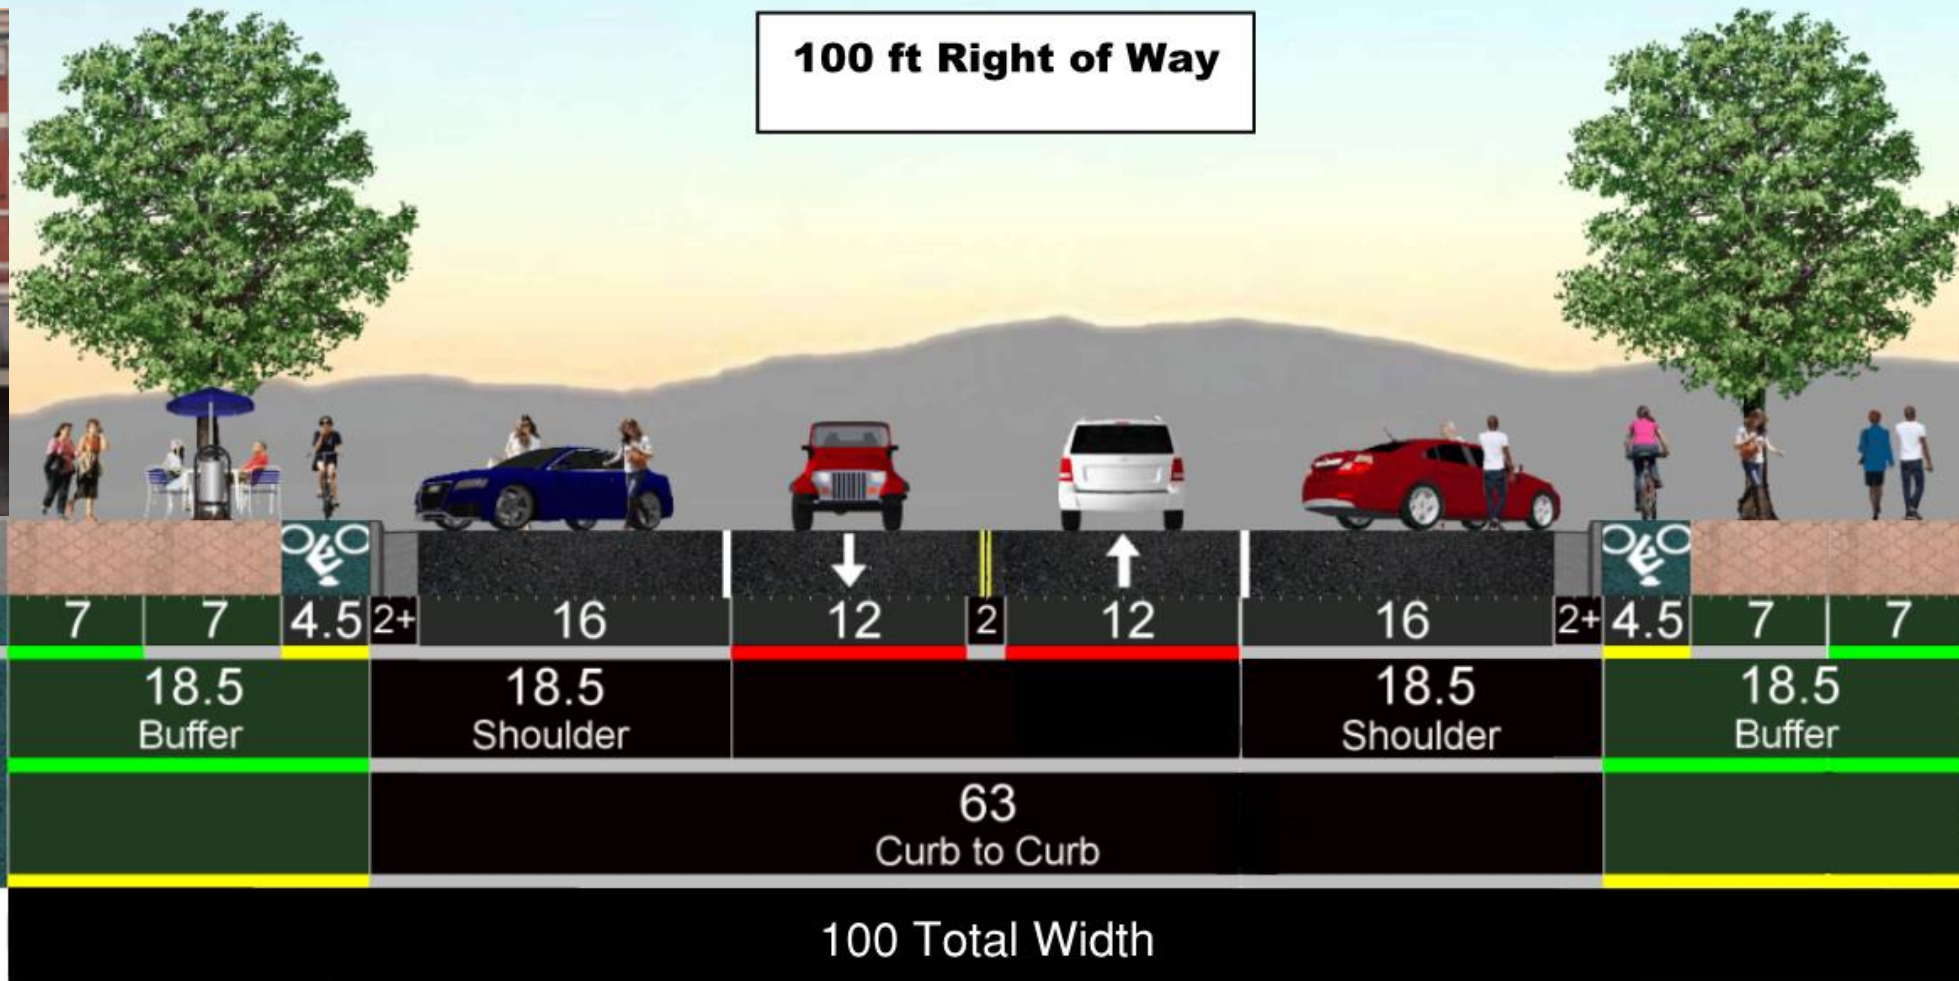 100 ft Right of Way
7 7 4.5 2+ 16 12 2 12 16 2+ 4.5 7 7
18.5 18.5 18.5 18.5
Buffer Shoulder Shoulder Buffer
63
Curb to Curb
100 Total Width